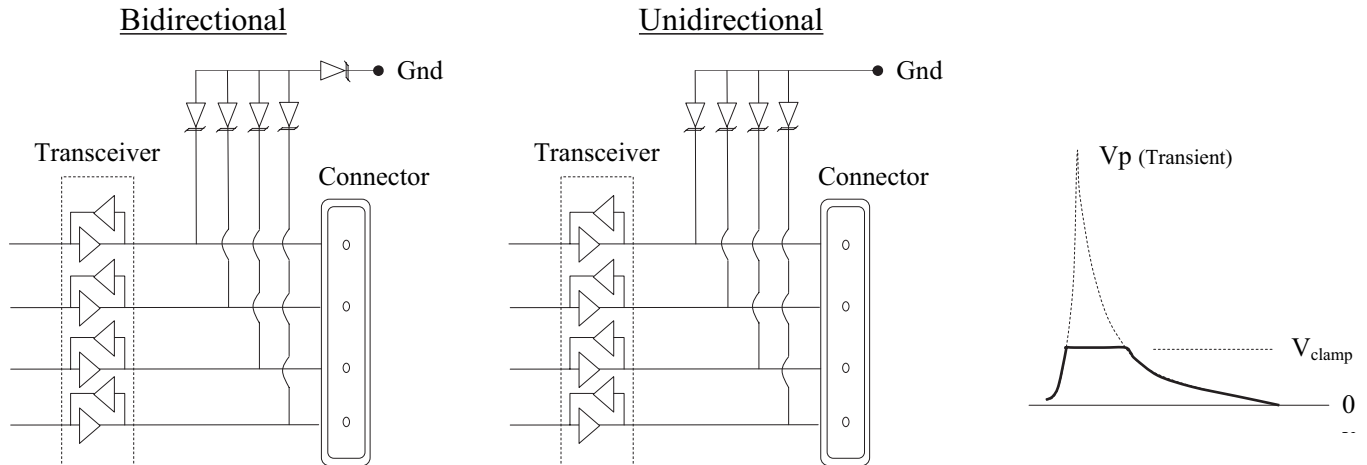 Bidirectional
Gnd
Transceiver
Connector
Unidirectional
Gnd
Transceiver
Connector
Vp (Transient)
Vclamp
0